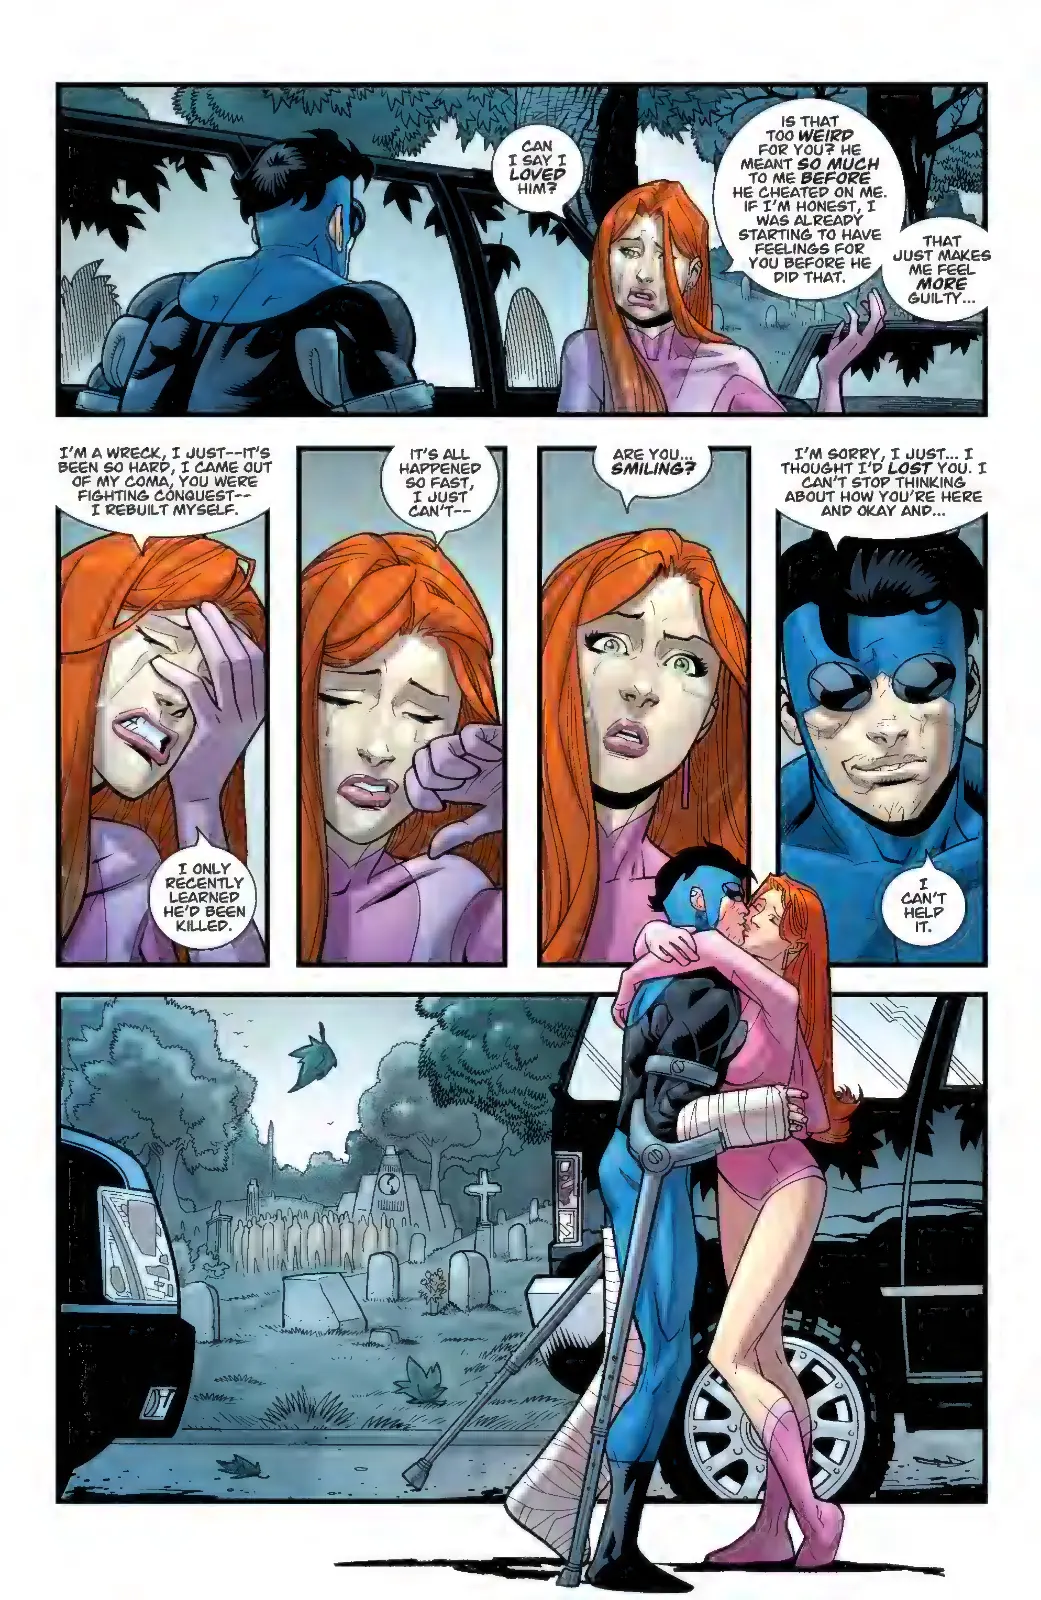 CAN
I SAY I
LOVED
HIM?
IS THAT
TOO WEIRD
FOR YOU? HE
MEANT SO MUCH
TO ME BEFORE
HE CHEATED ON ME.
IF I'M HONEST, I
WAS ALREADY
STARTING TO HAVE
FEELINGS FOR
YOU BEFORE HE
DID THAT.
THAT
JUST MAKES
ME FEEL
MORE
GUILTY...
I'M A WRECK, I JUST--IT'S
BEEN SO HARD, I CAME OUT
OF MY COMA, YOU WERE
FIGHTING CONQUEST--
I REBUILT MYSELF.
I ONLY
RECENTLY
LEARNED
HE'D BEEN
KILLED.
IT'S ALL
HAPPENED
SO FAST,
I JUST
CAN'T--
ARE YOU...
SMILING?
I'M SORRY, I JUST... I
THOUGHT I'D LOST YOU. I
CAN'T STOP THINKING
ABOUT HOW YOU'RE HERE
AND OKAY AND...
I
CAN'T
HELP
IT.